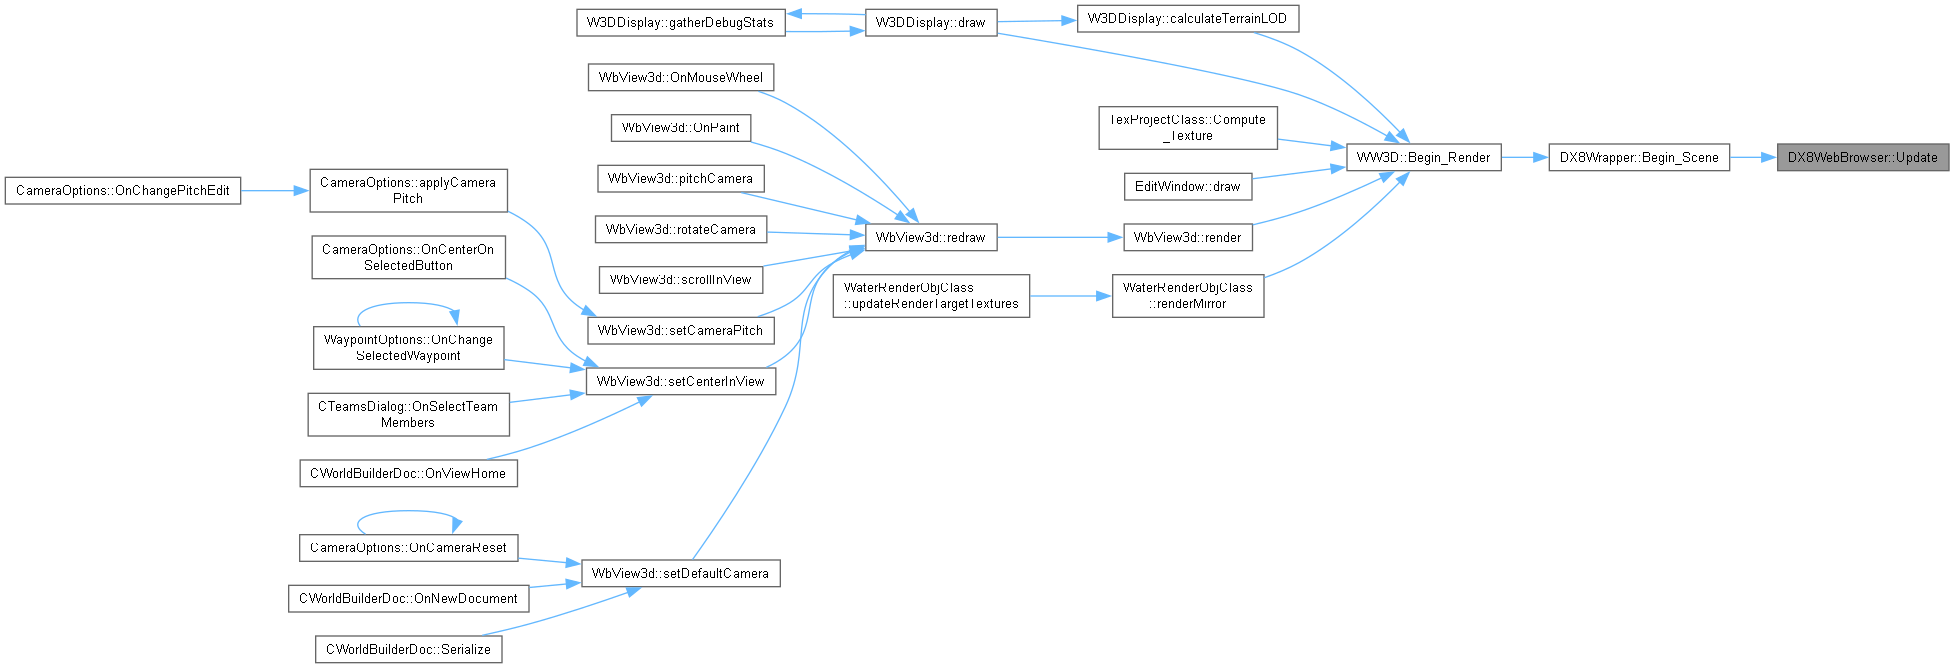 W3DDisplay::gatherDebugStats
W3DDisplay::draw
W3DDisplay::calculateTerrainLOD
WbView3d::OnMouseWheel
WbView3d::OnPaint
TexProjectClass::Compute
_Texture
WW3D::Begin_Render
DX8Wrapper::Begin_Scene
DX8WebBrowser::Update
CameraOptions::OnChangePitchEdit
CameraOptions::applyCamera
Pitch
WbView3d::pitchCamera
EditWindow::draw
WbView3d::rotateCamera
WbView3d::redraw
WbView3d::render
CameraOptions::OnCenterOn
SelectedButton
WbView3d::scrollInView
WaterRenderObjClass
::updateRenderTargetTextures
WaterRenderObjClass
::renderMirror
WaypointOptions::OnChange
SelectedWaypoint
WbView3d::setCameraPitch
WbView3d::setCenterInView
CTeamsDialog::OnSelectTeam
Members
CWorldBuilderDoc::OnViewHome
CameraOptions::OnCameraReset
WbView3d::setDefaultCamera
CWorldBuilderDoc::OnNewDocument
CWorldBuilderDoc::Serialize